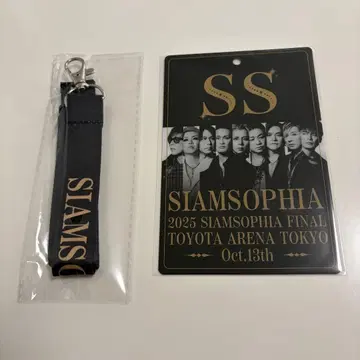 SIAMSO
SS
SIAMSOPHIA
2025 SIAMSOPHIA FINAL
TOYOTA ARENA TOKYO
Oct.13th